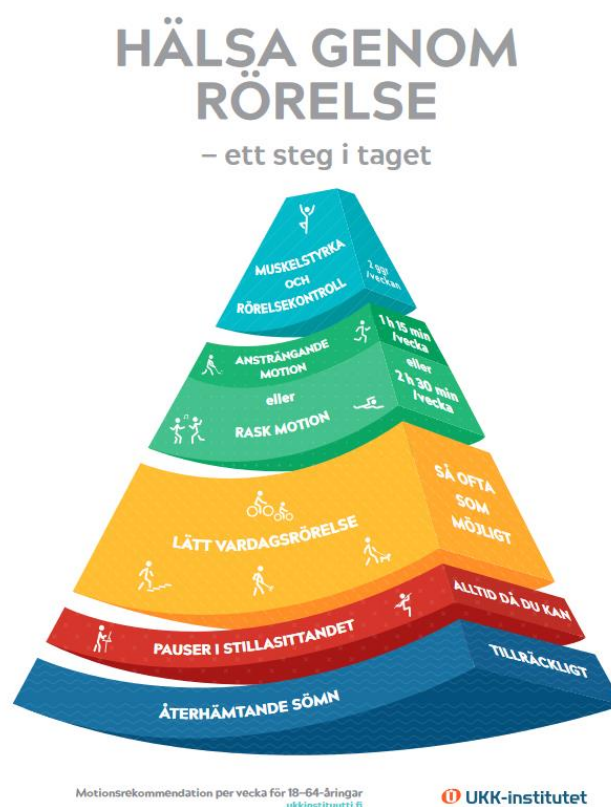 HÄLSA GENOM
RÖRELSE
– ett steg i taget
MUSKELSTYRKA
OCH
RÖRELSEKONTROLL
2 ggr
/veckan
ANSTRÄNGANDE
MOTION
1 h 15 min
/vecka
eller
eller
RASK MOTION
2 h 30 min
/vecka
LÄTT VARDAGSRÖRELSE
SÅ OFTA
SOM
MÖJLIGT
PAUSER I STILLASITTANDET
ALLTID DÅ DU KAN
ÅTERHÄMTANDE SÖMN
TILLRÄCKLIGT
Motionsrekommendation per vecka för 18–64-åringar
ukkinstituutti.fi
UKK-institutet